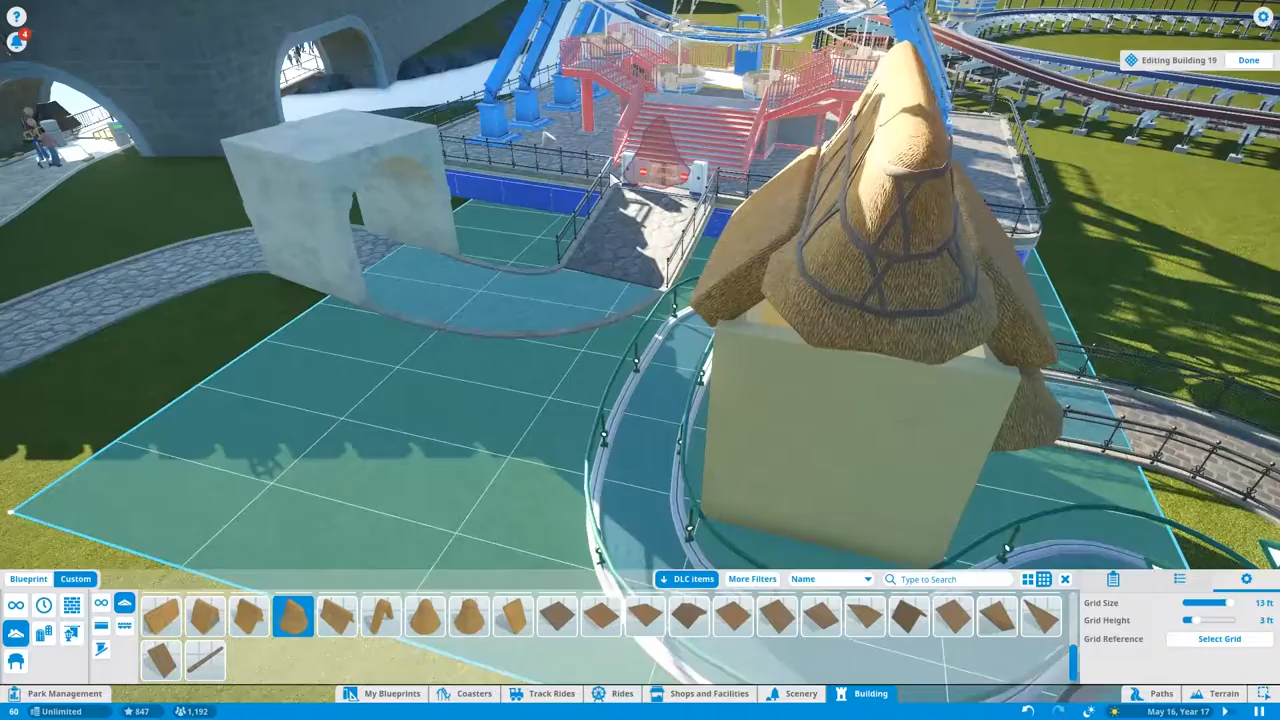 ?
4
Editing Building 19
Done
Blueprint
Custom
DLC items
More Filters
Name
Type to Search
Grid Size
13 ft
Grid Height
3 ft
Grid Reference
Select Grid
Park Management
My Blueprints
Coasters
Track Rides
Rides
Shops and Facilities
Scenery
Building
Paths
Terrain
60
Unlimited
847
1,192
May 16, Year 17